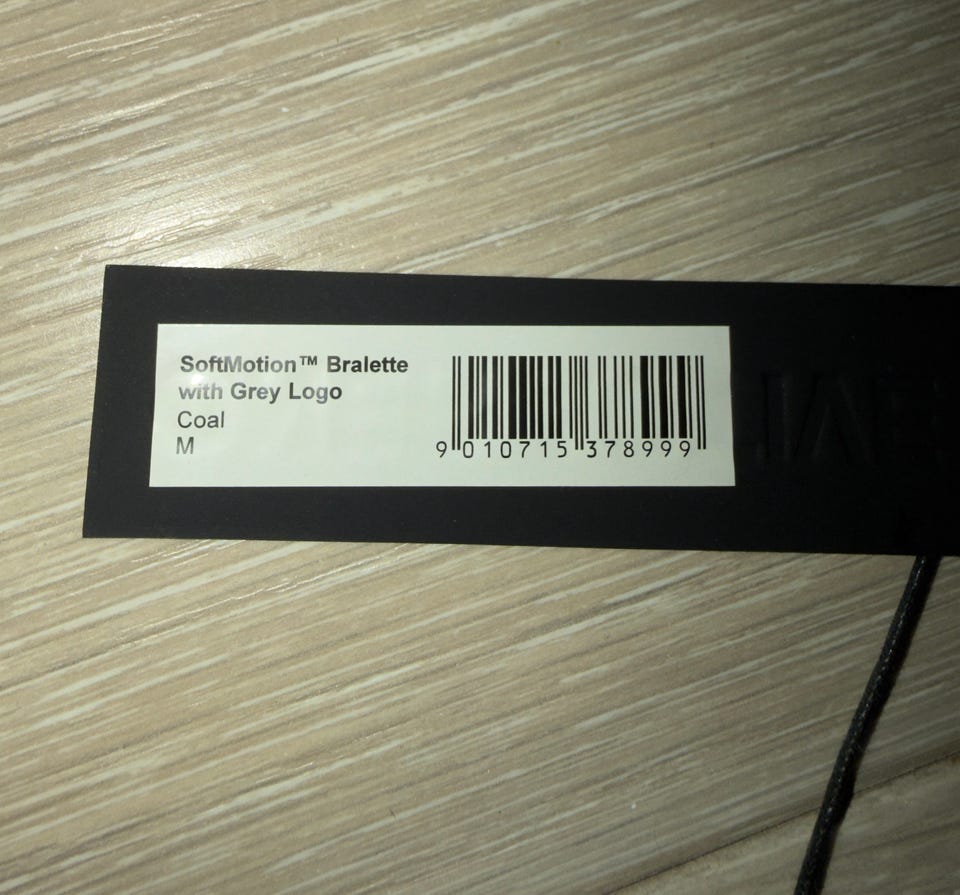 SoftMotion™ Bralette
with Grey Logo
Coal
M
9 010715 378999